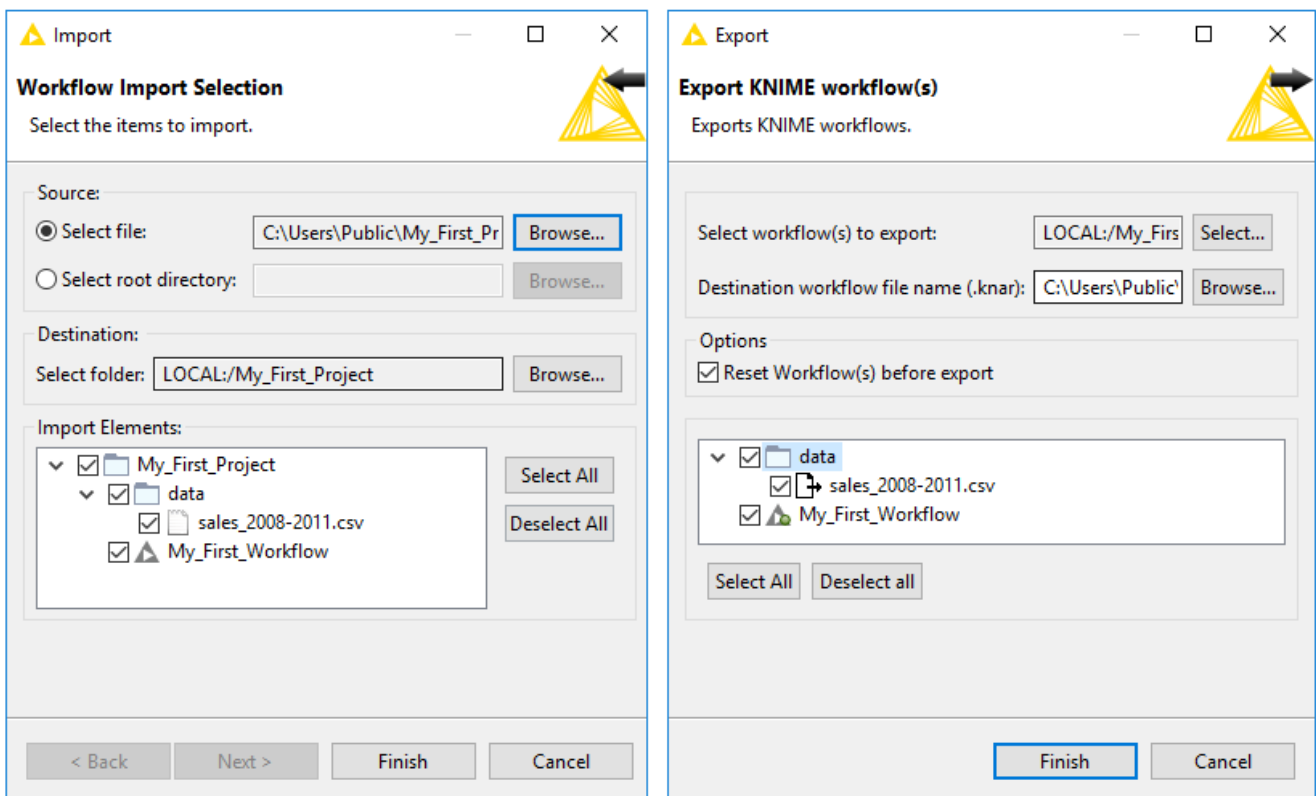 Import
Workflow Import Selection
Select the items to import.
Source:
Select file: C:\Users\Public\My_First_Pr Browse...
Select root directory: Browse...
Destination:
Select folder: LOCAL:/My_First_Project Browse...
Import Elements:
My_First_Project
data
sales_2008-2011.csv
My_First_Workflow
Select All
Deselect All
< Back Next > Finish Cancel
Export
Export KNIME workflow(s)
Exports KNIME workflows.
Select workflow(s) to export: LOCAL:/My_Firs Select...
Destination workflow file name (.knar): C:\Users\Public\ Browse...
Options
Reset Workflow(s) before export
data
sales_2008-2011.csv
My_First_Workflow
Select All Deselect all
Finish Cancel